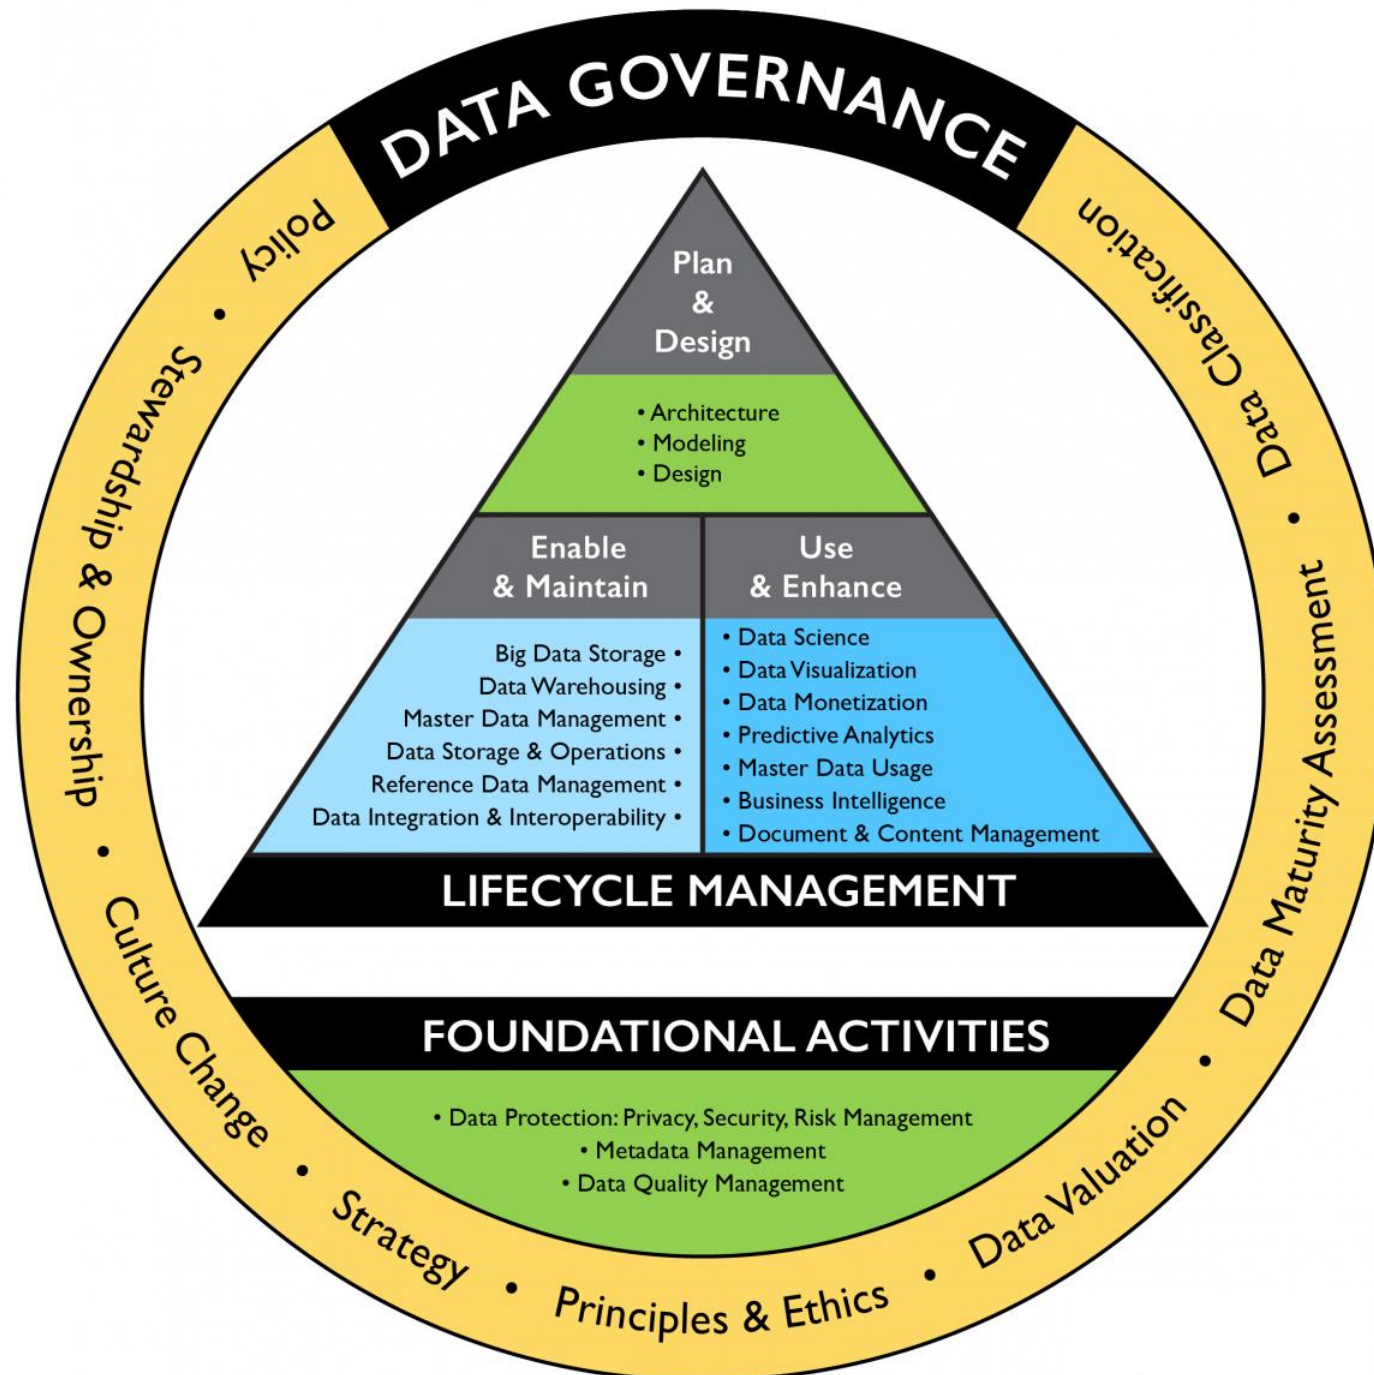 DATA GOVERNANCE
Policy • Stewardship & Ownership • Culture Change • Strategy • Principles & Ethics • Data Valuation • Data Maturity Assessment • Data Classification
Plan
&
Design
• Architecture
• Modeling
• Design
Enable
& Maintain
Big Data Storage •
Data Warehousing •
Master Data Management •
Data Storage & Operations •
Reference Data Management •
Data Integration & Interoperability •
Use
& Enhance
• Data Science
• Data Visualization
• Data Monetization
• Predictive Analytics
• Master Data Usage
• Business Intelligence
• Document & Content Management
LIFECYCLE MANAGEMENT
FOUNDATIONAL ACTIVITIES
• Data Protection: Privacy, Security, Risk Management
• Metadata Management
• Data Quality Management